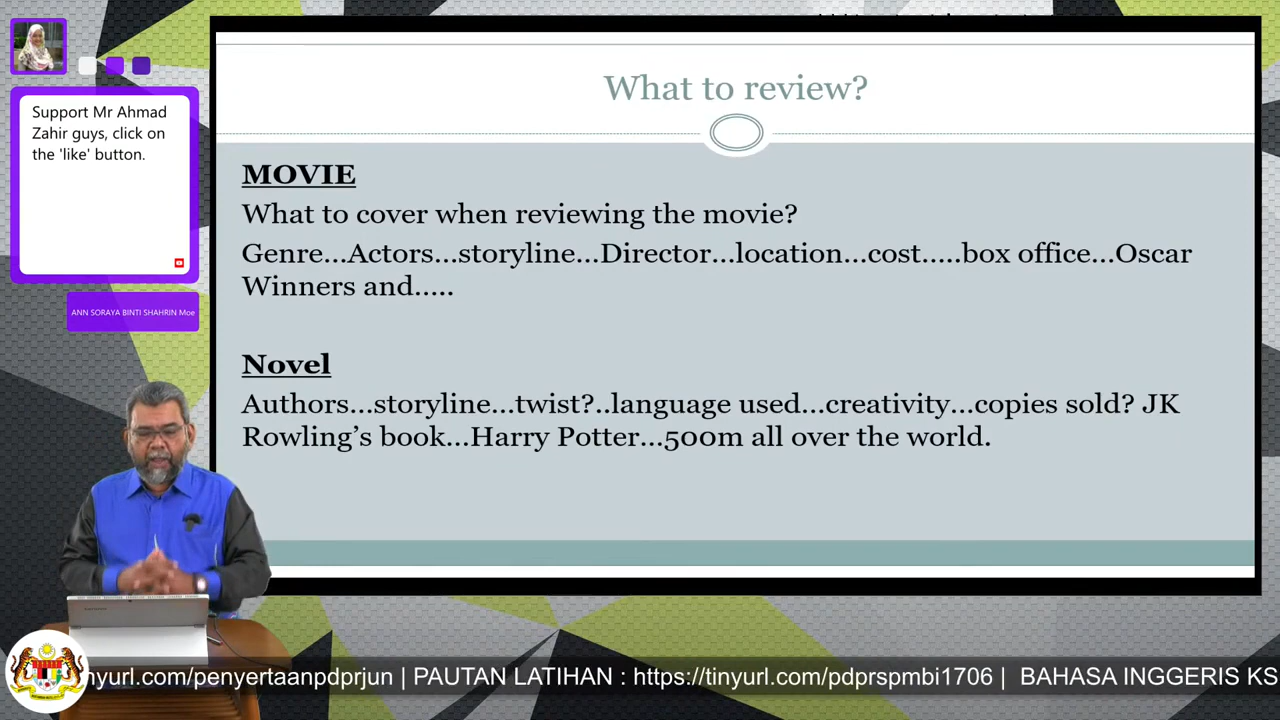 Support Mr Ahmad
Zahir guys, click on
the 'like' button.
ANN SORAYA BINTI SHAHRIN Moe
What to review?
MOVIE
What to cover when reviewing the movie?
Genre...Actors...storyline...Director...location...cost.....box office...Oscar
Winners and.....
Novel
Authors...storyline...twist?..language used...creativity...copies sold? JK
Rowling's book...Harry Potter...500m all over the world.
nyurl.com/penyertaanpdprjun | PAUTAN LATIHAN : https://tinyurl.com/pdprspmbi1706 | BAHASA INGGERIS KS